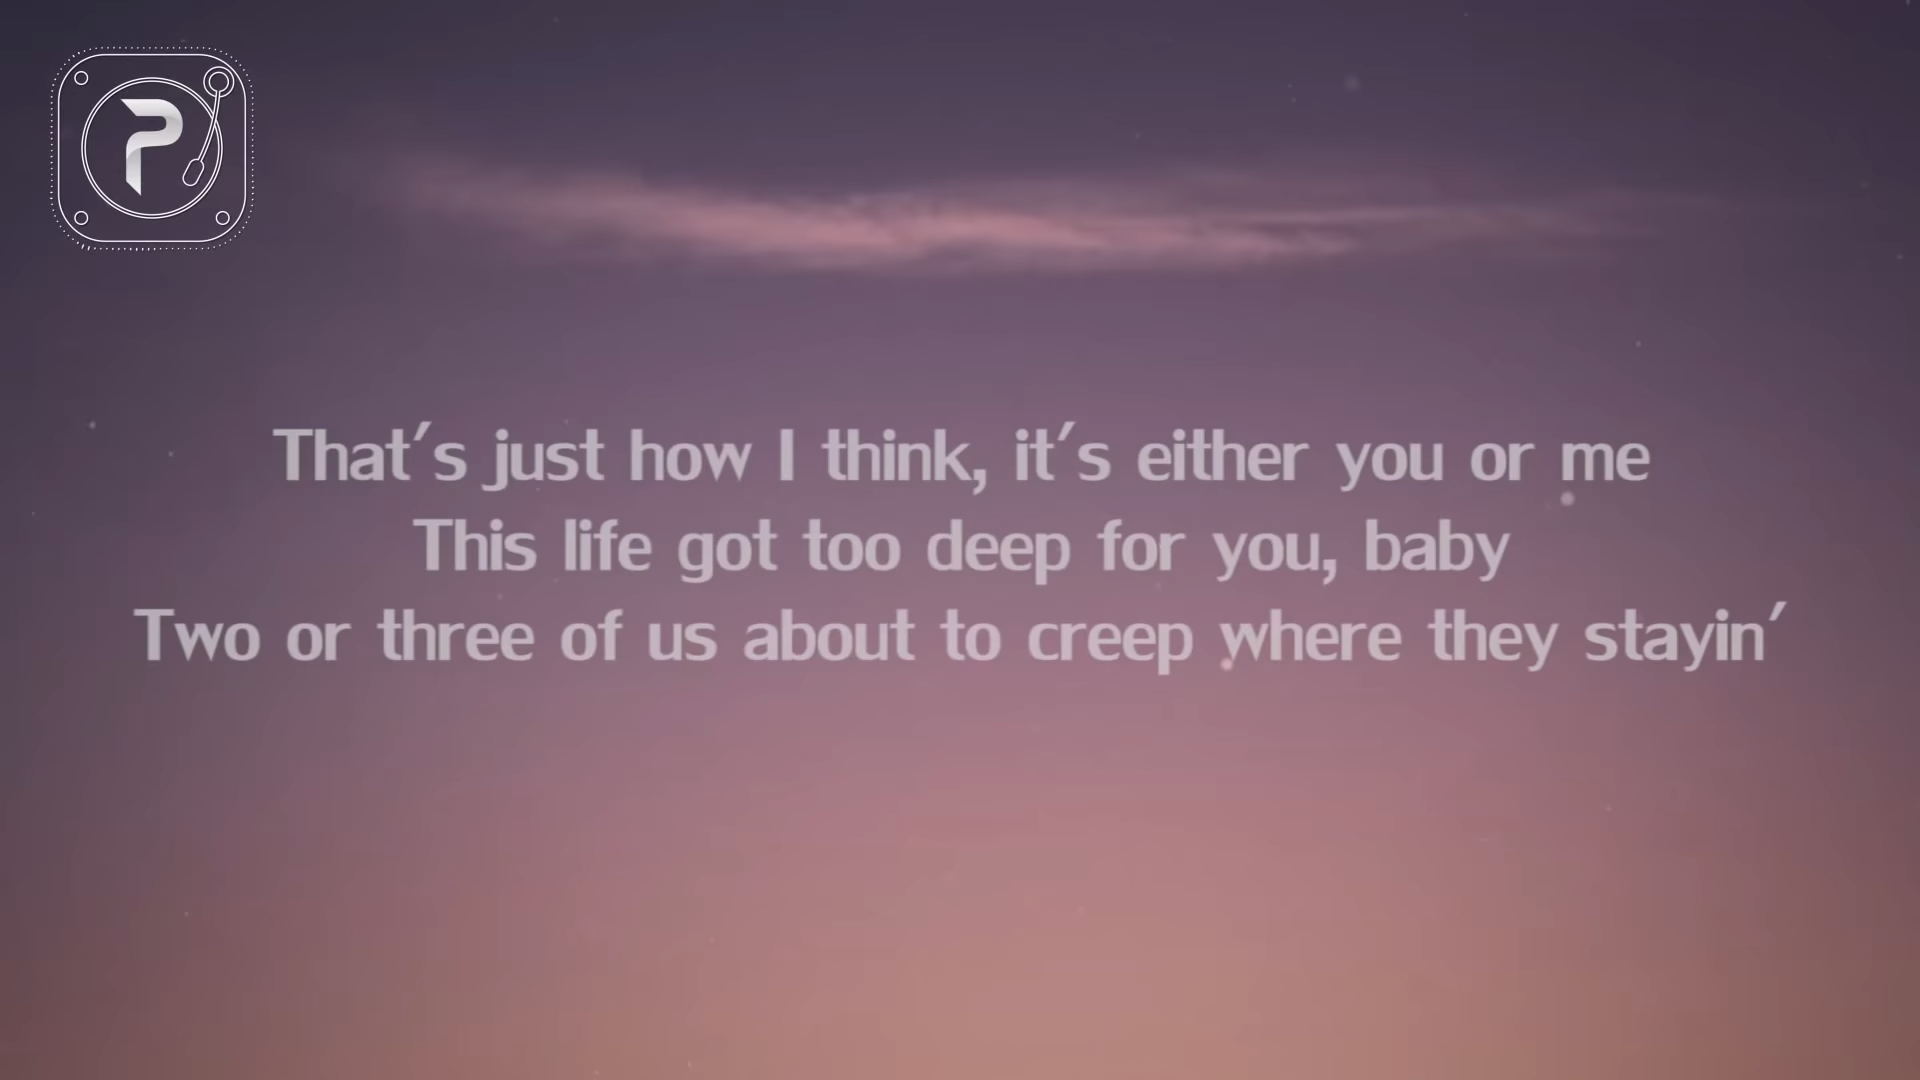 P
That's just how I think, it's either you or me
This life got too deep for you, baby
Two or three of us about to creep where they stayin'